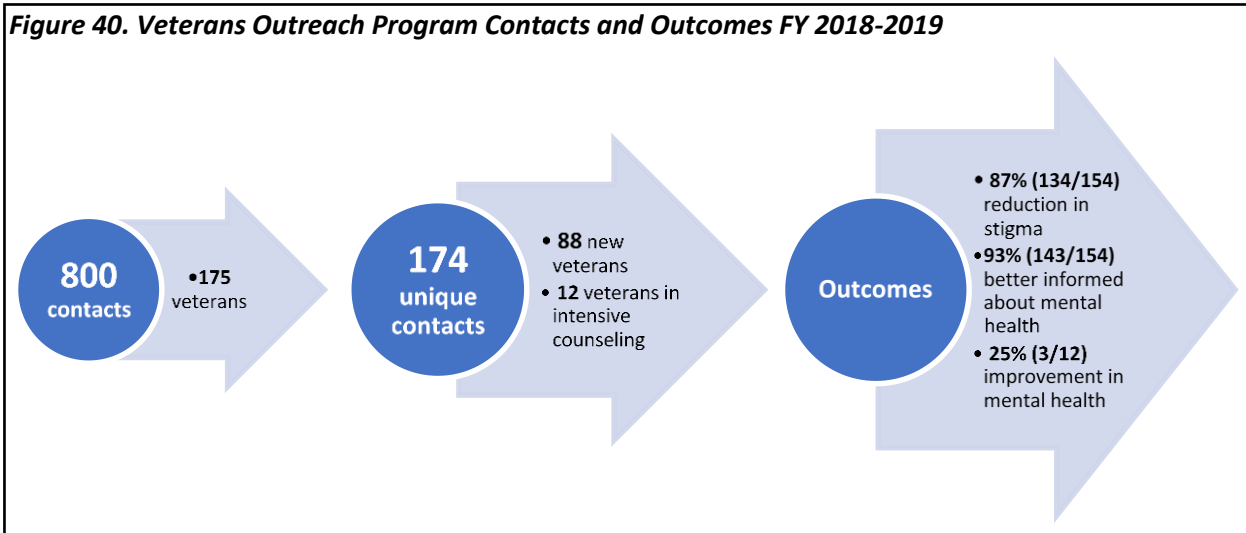 Figure 40. Veterans Outreach Program Contacts and Outcomes FY 2018-2019
800
contacts
•175
veterans
174
unique
contacts
• 88 new
veterans
• 12 veterans in
intensive
counseling
Outcomes
• 87% (134/154)
reduction in
stigma
•93% (143/154)
better informed
about mental
health
• 25% (3/12)
improvement in
mental health